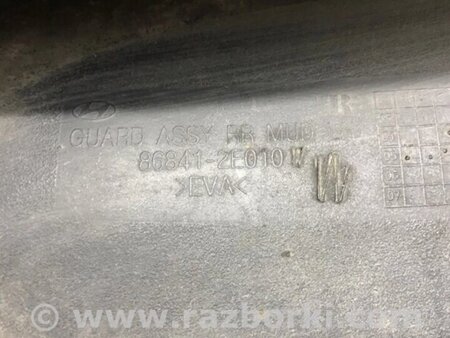 GUARD ASSY RR MUD
86841-2E010
>EVA<
www.razborki.com